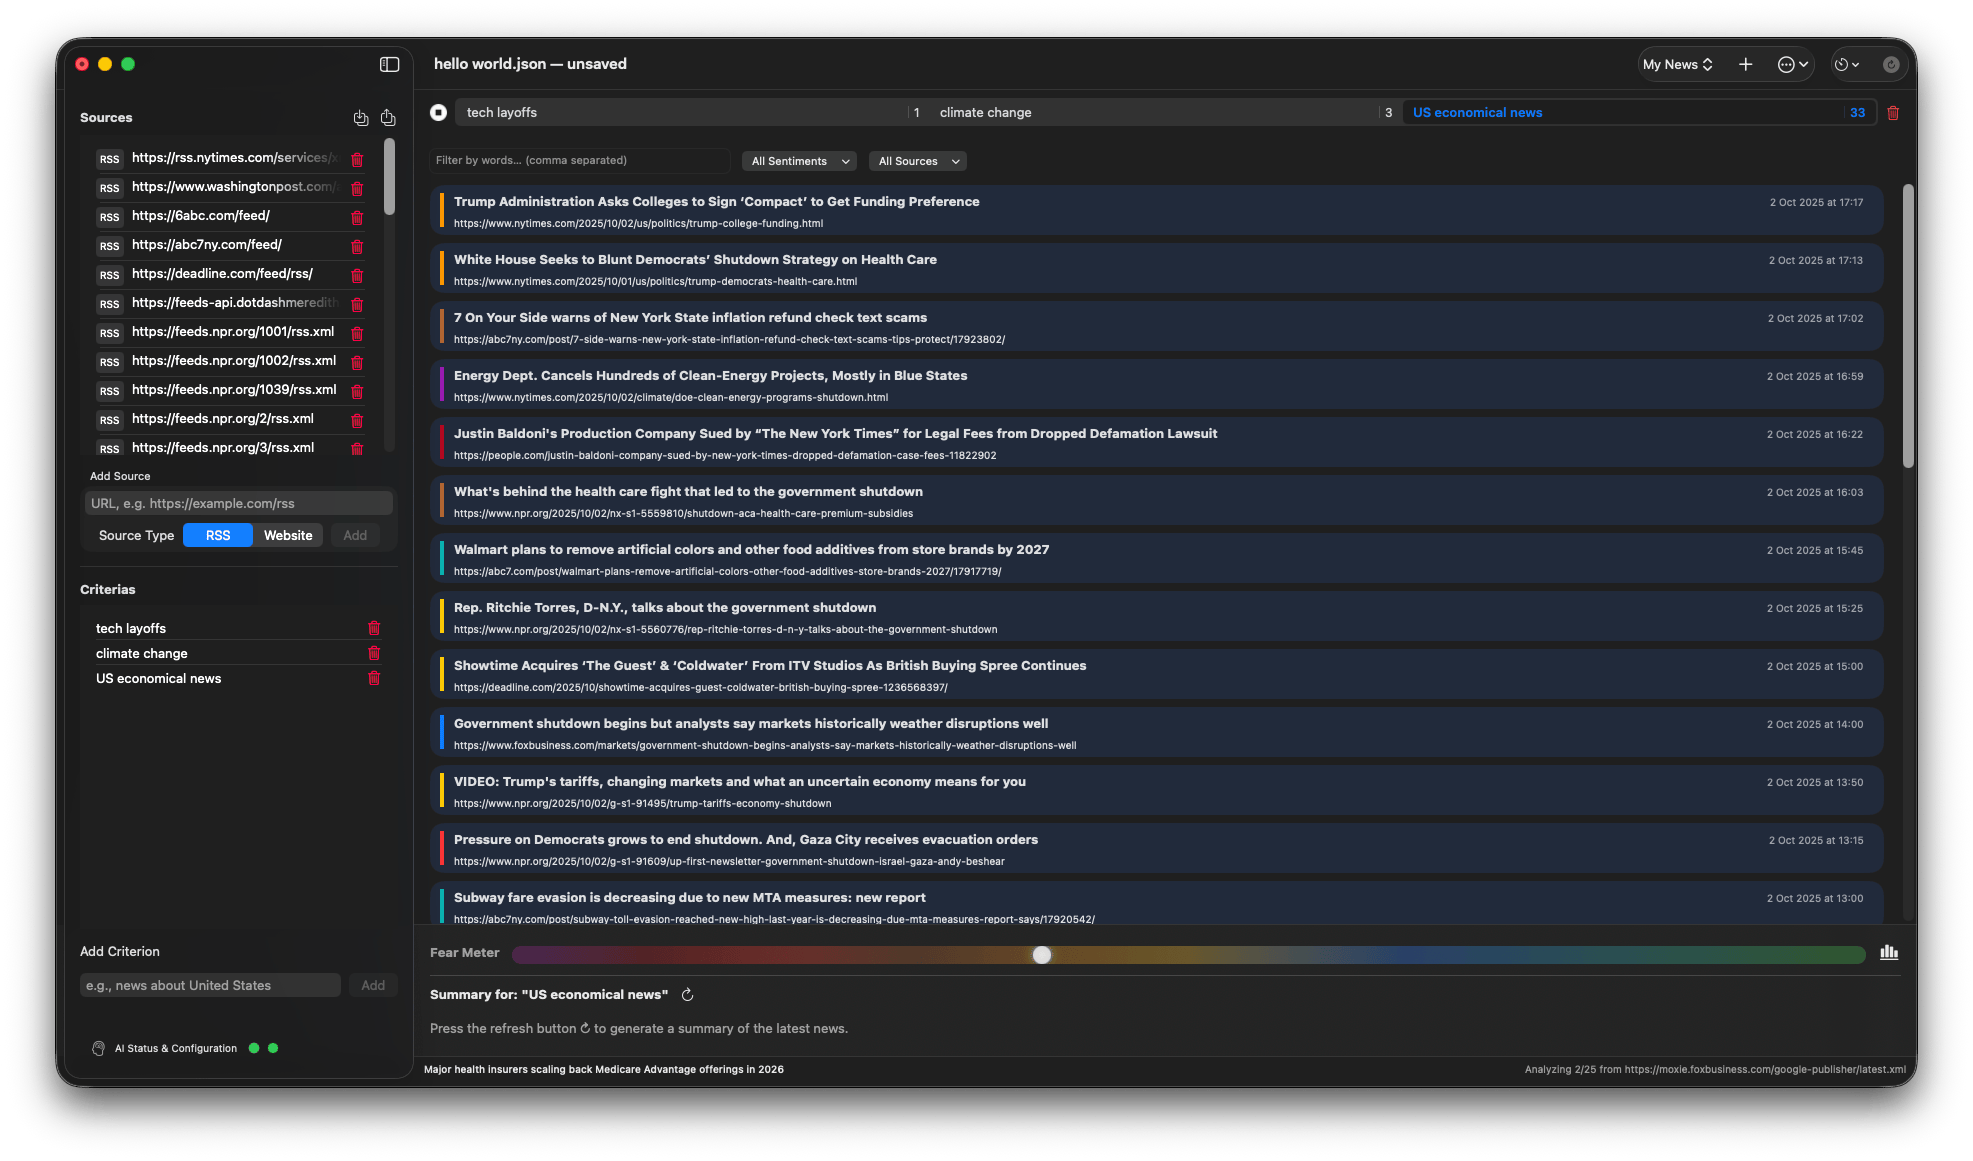 hello world.json — unsaved
My News
Sources
RSS https://rss.nytimes.com/services/x
RSS https://www.washingtonpost.com/
RSS https://6abc.com/feed/
RSS https://abc7ny.com/feed/
RSS https://deadline.com/feed/rss/
RSS https://feeds-api.dotdashmeredith
RSS https://feeds.npr.org/1001/rss.xml
RSS https://feeds.npr.org/1002/rss.xml
RSS https://feeds.npr.org/1039/rss.xml
RSS https://feeds.npr.org/2/rss.xml
RSS https://feeds.npr.org/3/rss.xml
Add Source
URL, e.g. https://example.com/rss
Source Type RSS Website Add
Criterias
tech layoffs
climate change
US economical news
Add Criterion
e.g., news about United States Add
AI Status & Configuration
tech layoffs 1 climate change 3 US economical news 33
Filter by words... (comma separated) All Sentiments All Sources
Trump Administration Asks Colleges to Sign ‘Compact’ to Get Funding Preference 2 Oct 2025 at 17:17
https://www.nytimes.com/2025/10/02/us/politics/trump-college-funding.html
White House Seeks to Blunt Democrats’ Shutdown Strategy on Health Care 2 Oct 2025 at 17:13
https://www.nytimes.com/2025/10/01/us/politics/trump-democrats-health-care.html
7 On Your Side warns of New York State inflation refund check text scams 2 Oct 2025 at 17:02
https://abc7ny.com/post/7-side-warns-new-york-state-inflation-refund-check-text-scams-tips-protect/17923802/
Energy Dept. Cancels Hundreds of Clean-Energy Projects, Mostly in Blue States 2 Oct 2025 at 16:59
https://www.nytimes.com/2025/10/02/climate/doe-clean-energy-programs-shutdown.html
Justin Baldoni's Production Company Sued by “The New York Times” for Legal Fees from Dropped Defamation Lawsuit 2 Oct 2025 at 16:22
https://people.com/justin-baldoni-company-sued-by-new-york-times-dropped-defamation-case-fees-11822902
What's behind the health care fight that led to the government shutdown 2 Oct 2025 at 16:03
https://www.npr.org/2025/10/02/nx-s1-5559810/shutdown-aca-health-care-premium-subsidies
Walmart plans to remove artificial colors and other food additives from store brands by 2027 2 Oct 2025 at 15:45
https://abc7.com/post/walmart-plans-remove-artificial-colors-other-food-additives-store-brands-2027/17917719/
Rep. Ritchie Torres, D-N.Y., talks about the government shutdown 2 Oct 2025 at 15:25
https://www.npr.org/2025/10/02/nx-s1-5560776/rep-ritchie-torres-d-n-y-talks-about-the-government-shutdown
Showtime Acquires ‘The Guest’ & ‘Coldwater’ From ITV Studios As British Buying Spree Continues 2 Oct 2025 at 15:00
https://deadline.com/2025/10/showtime-acquires-guest-coldwater-british-buying-spree-1236568397/
Government shutdown begins but analysts say markets historically weather disruptions well 2 Oct 2025 at 14:00
https://www.foxbusiness.com/markets/government-shutdown-begins-analysts-say-markets-historically-weather-disruptions-well
VIDEO: Trump's tariffs, changing markets and what an uncertain economy means for you 2 Oct 2025 at 13:50
https://www.npr.org/2025/10/02/g-s1-91495/trump-tariffs-economy-shutdown
Pressure on Democrats grows to end shutdown. And, Gaza City receives evacuation orders 2 Oct 2025 at 13:15
https://www.npr.org/2025/10/02/g-s1-91609/up-first-newsletter-government-shutdown-israel-gaza-andy-beshear
Subway fare evasion is decreasing due to new MTA measures: new report 2 Oct 2025 at 13:00
https://abc7ny.com/post/subway-toll-evasion-reached-new-high-last-year-is-decreasing-due-mta-measures-report-says/17920542/
Fear Meter
Summary for: "US economical news"
Press the refresh button ↻ to generate a summary of the latest news.
Major health insurers scaling back Medicare Advantage offerings in 2026 Analyzing 2/25 from https://moxie.foxbusiness.com/google-publisher/latest.xml